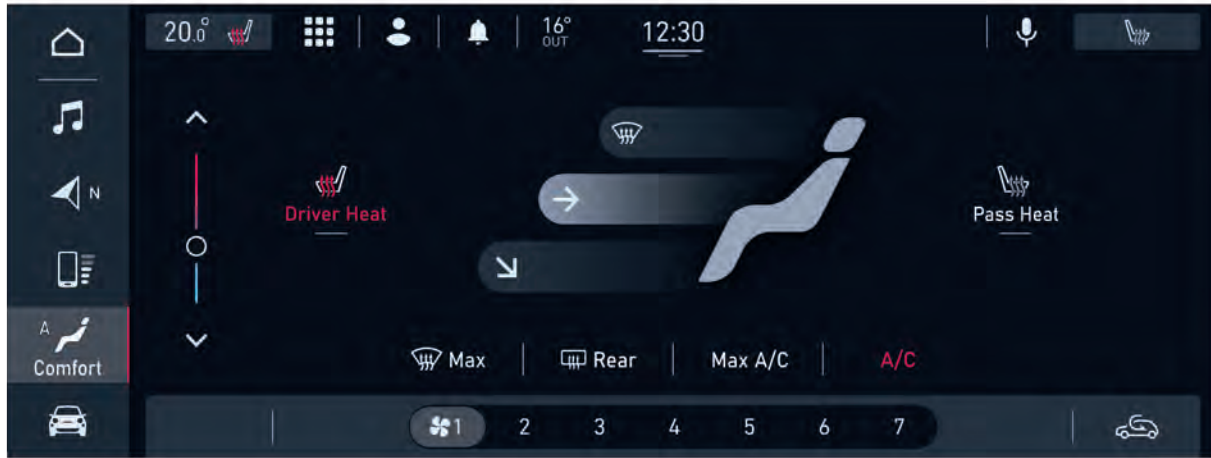 20.0°
16°
OUT
12:30
N
Driver Heat
Pass Heat
A
Comfort
Max
Rear
Max A/C
A/C
1 2 3 4 5 6 7